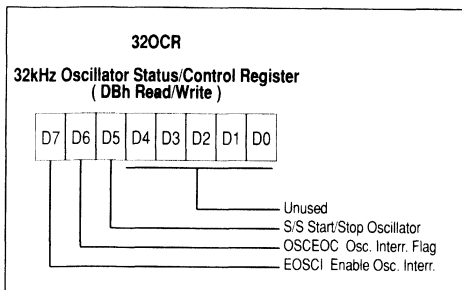 32OCR
32kHz Oscillator Status/Control Register
( DBh Read/Write )
D7 D6 D5 D4 D3 D2 D1 D0
Unused
S/S Start/Stop Oscillator
OSCEOC Osc. Interr. Flag
EOSCI Enable Osc. Interr.